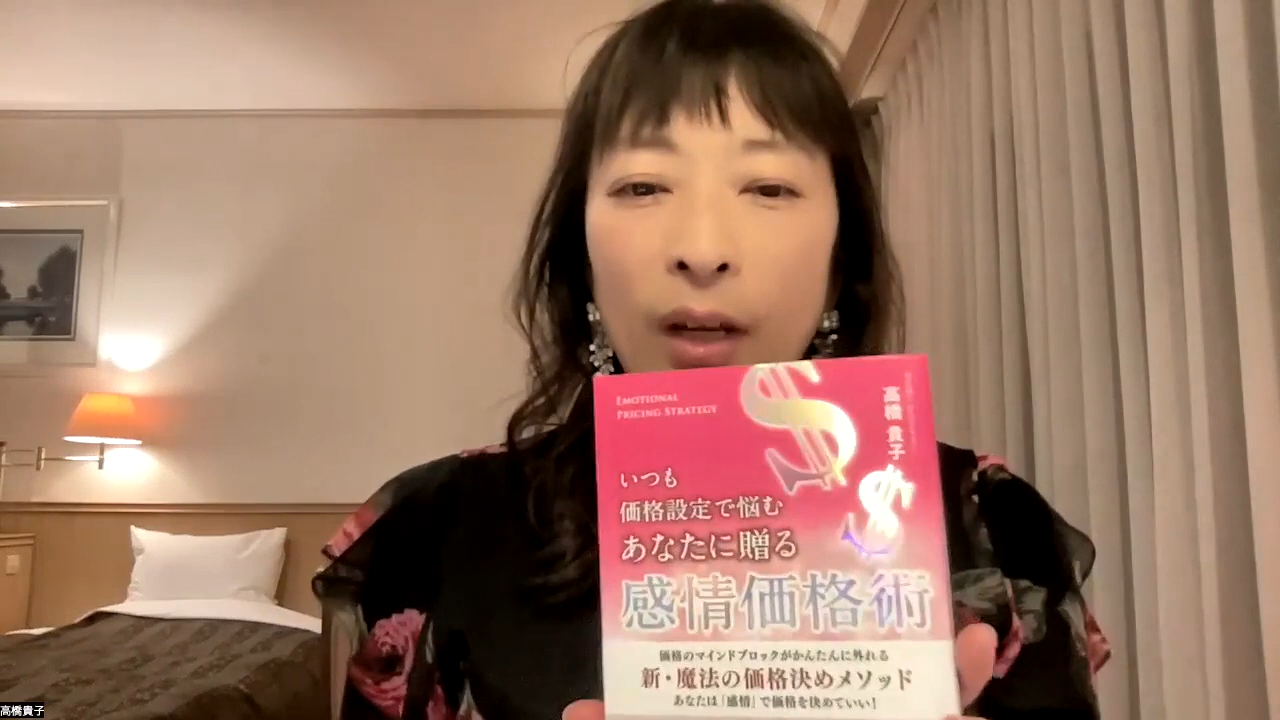 EMOTIONAL
PRICING STRATEGY
高橋 貴子
いつも
価格設定で悩む
あなたに贈る
感情価格術
価格のマインドブロックがかんたんに外れる
新・魔法の価格決めメソッド
あなたは「感情」で価格を決めていい!
高橋貴子